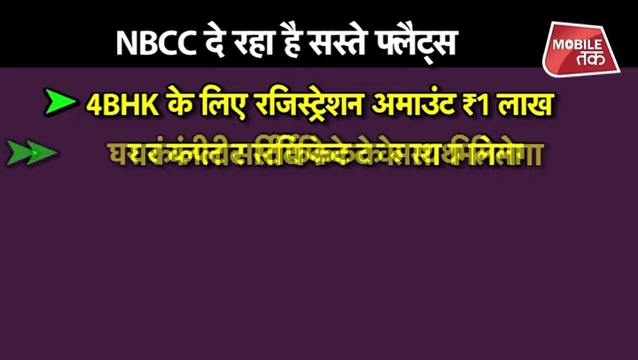 NBCC दे रहा है सस्ते फ्लैट्स
MOBILE
तक
4BHK के लिए रजिस्ट्रेशन अमाउंट ₹1 लाख